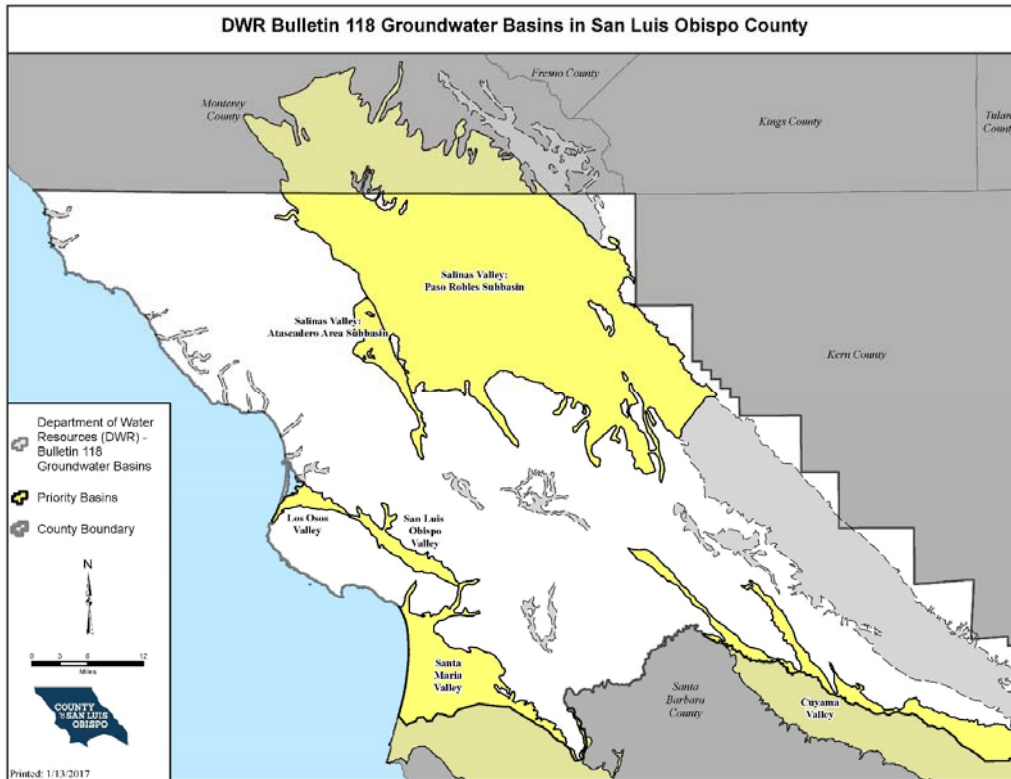 DWR Bulletin 118 Groundwater Basins in San Luis Obispo County
Fresno County
Monterey
County
Kings County
Tulare
County
Salinas Valley:
Paso Robles Subbasin
Salinas Valley:
Atascadero Area Subbasin
Kern County
Department of Water
Resources (DWR) -
Bulletin 118
Groundwater Basins
Priority Basins
County Boundary
Los Osos
Valley
San Luis
Obispo
Valley
N
0 3 6 12
Miles
Santa
Maria
Valley
Santa
Barbara
County
Cuyama
Valley
COUNTY
SAN LUIS
OBISPO
Printed: 1/13/2017